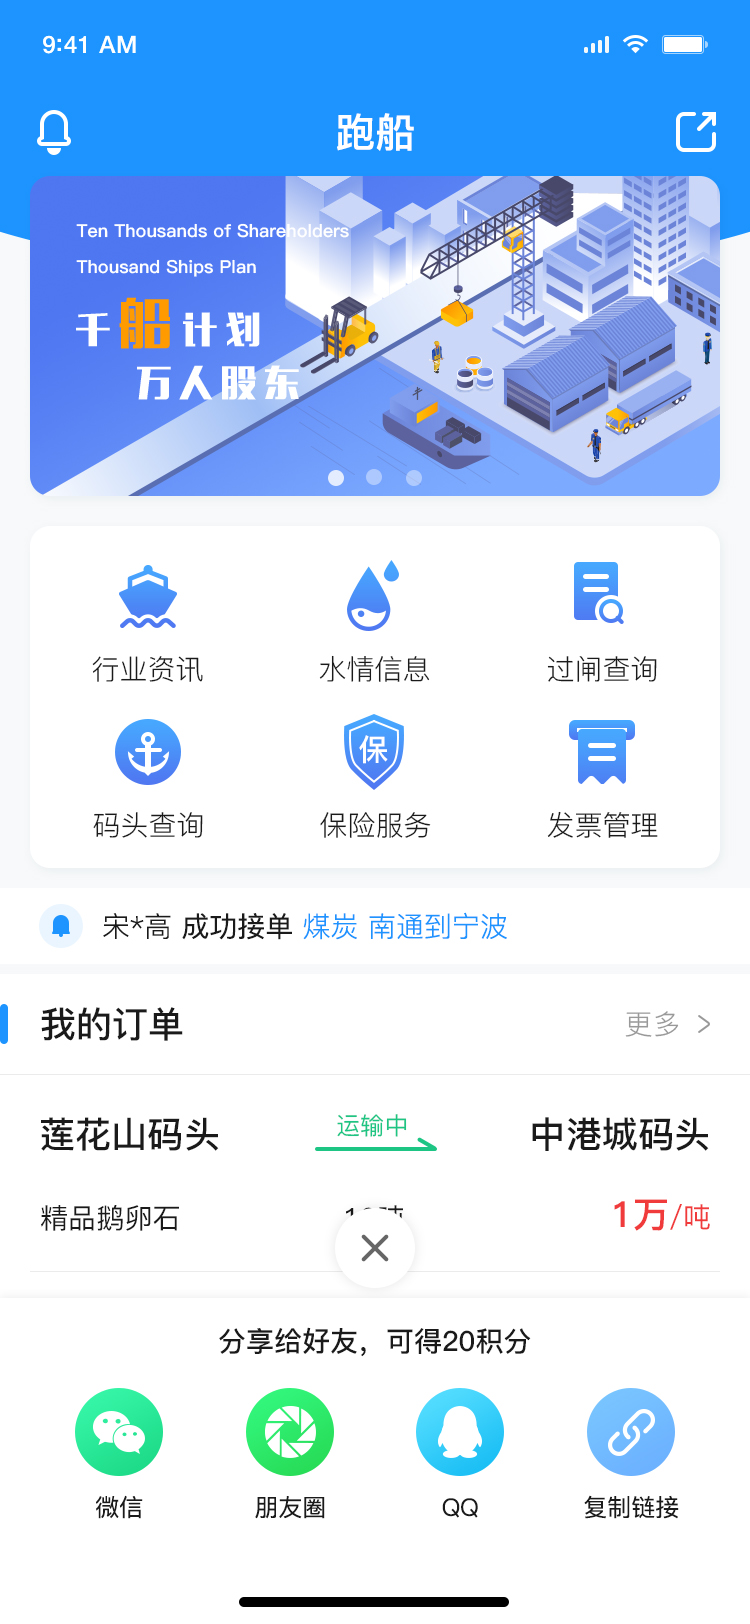 9:41 AM
跑船
Ten Thousands of Shareholders
Thousand Ships Plan
千船计划
万人股东
行业资讯
水情信息
过闸查询
保
码头查询
保险服务
发票管理
宋*高 成功接单 煤炭 南通到宁波
我的订单
更多 >
莲花山码头
运输中
中港城码头
精品鹅卵石
1万/吨
分享给好友，可得20积分
微信
朋友圈
QQ
复制链接